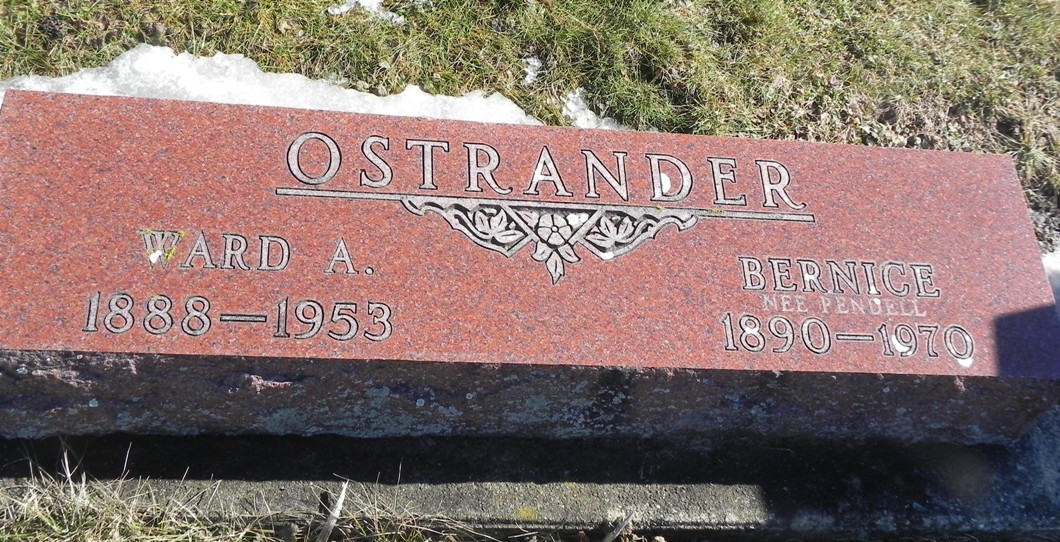 OSTRANDER
WARD A.
1888–1953
BERNICE
NEE PENDELL
1890–1970